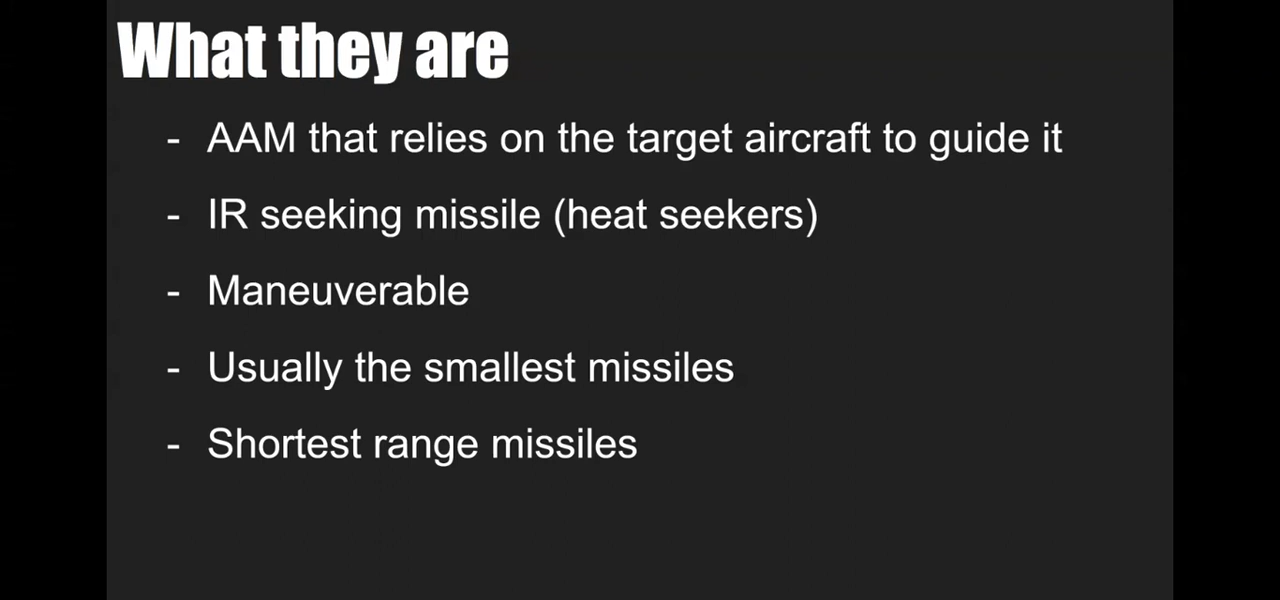 What they are
- AAM that relies on the target aircraft to guide it
- IR seeking missile (heat seekers)
- Maneuverable
- Usually the smallest missiles
- Shortest range missiles